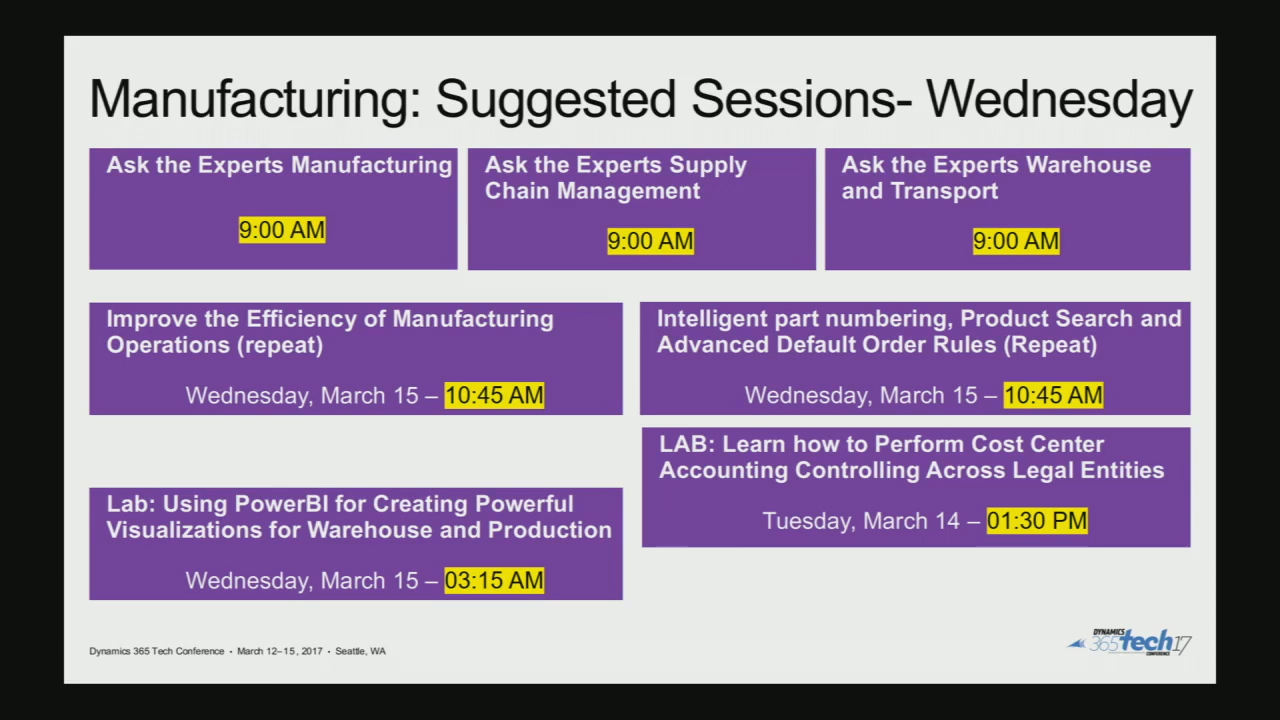 Manufacturing: Suggested Sessions- Wednesday
Ask the Experts Manufacturing
9:00 AM
Ask the Experts Supply
Chain Management
9:00 AM
Ask the Experts Warehouse
and Transport
9:00 AM
Improve the Efficiency of Manufacturing
Operations (repeat)
Wednesday, March 15 – 10:45 AM
Intelligent part numbering, Product Search and
Advanced Default Order Rules (Repeat)
Wednesday, March 15 – 10:45 AM
LAB: Learn how to Perform Cost Center
Accounting Controlling Across Legal Entities
Tuesday, March 14 – 01:30 PM
Lab: Using PowerBI for Creating Powerful
Visualizations for Warehouse and Production
Wednesday, March 15 – 03:15 AM
Dynamics 365 Tech Conference • March 12–15, 2017 • Seattle, WA
DYNAMICS
365 tech 17
CONFERENCE